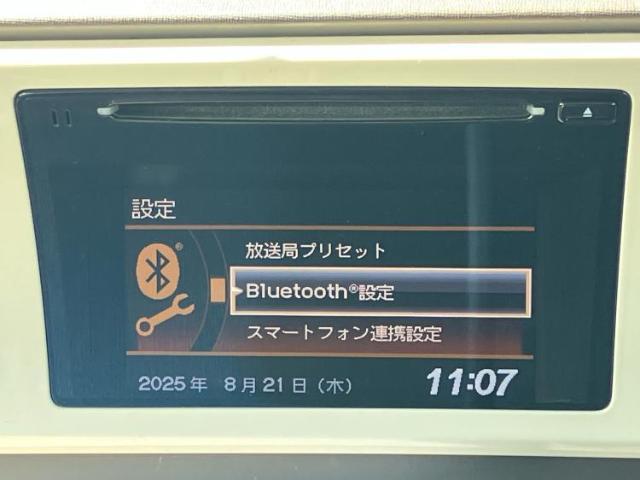 設定
放送局プリセット
Bluetooth®設定
スマートフォン連携設定
®
2025年 8月21日(木) 11:07